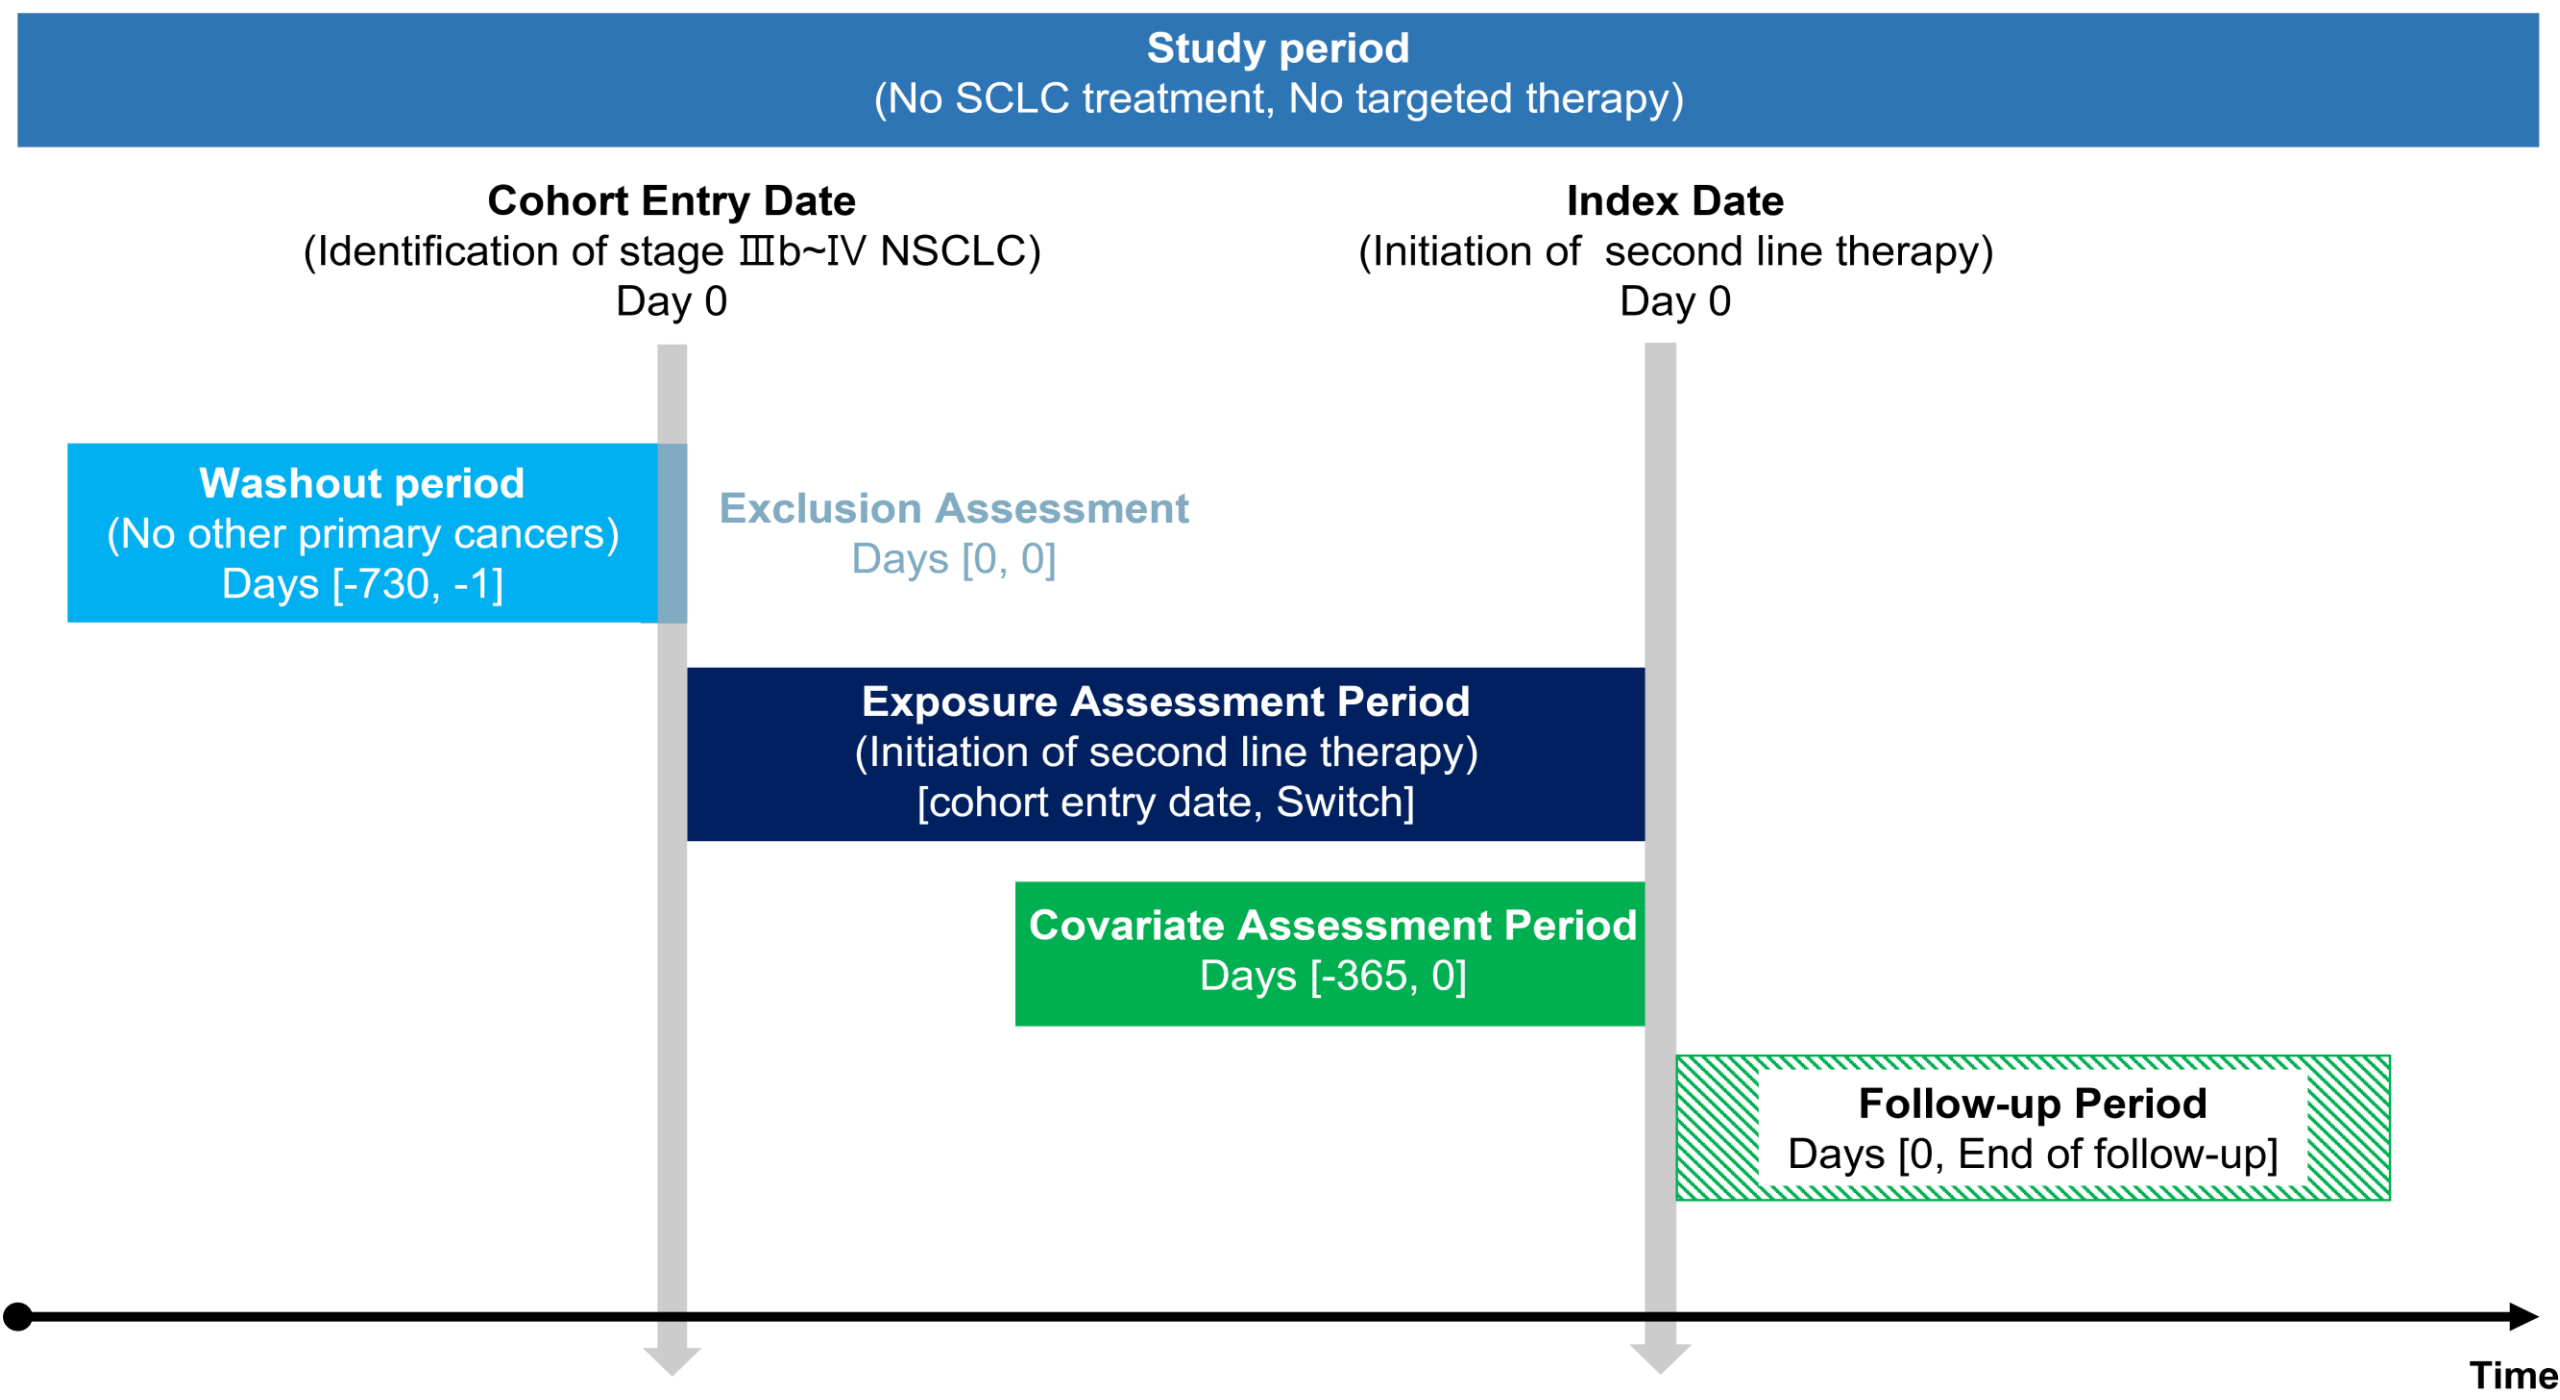 Study period
(No SCLC treatment, No targeted therapy)
Cohort Entry Date
(Identification of stage Ⅲb~Ⅳ NSCLC)
Day 0
Index Date
(Initiation of  second line therapy)
Day 0
Washout period
(No other primary cancers)
Days [-730, -1]
Exclusion Assessment
Days [0, 0]
Exposure Assessment Period
(Initiation of second line therapy)
[cohort entry date, Switch]
Covariate Assessment Period
Days [-365, 0]
Follow-up Period
Days [0, End of follow-up]
Time